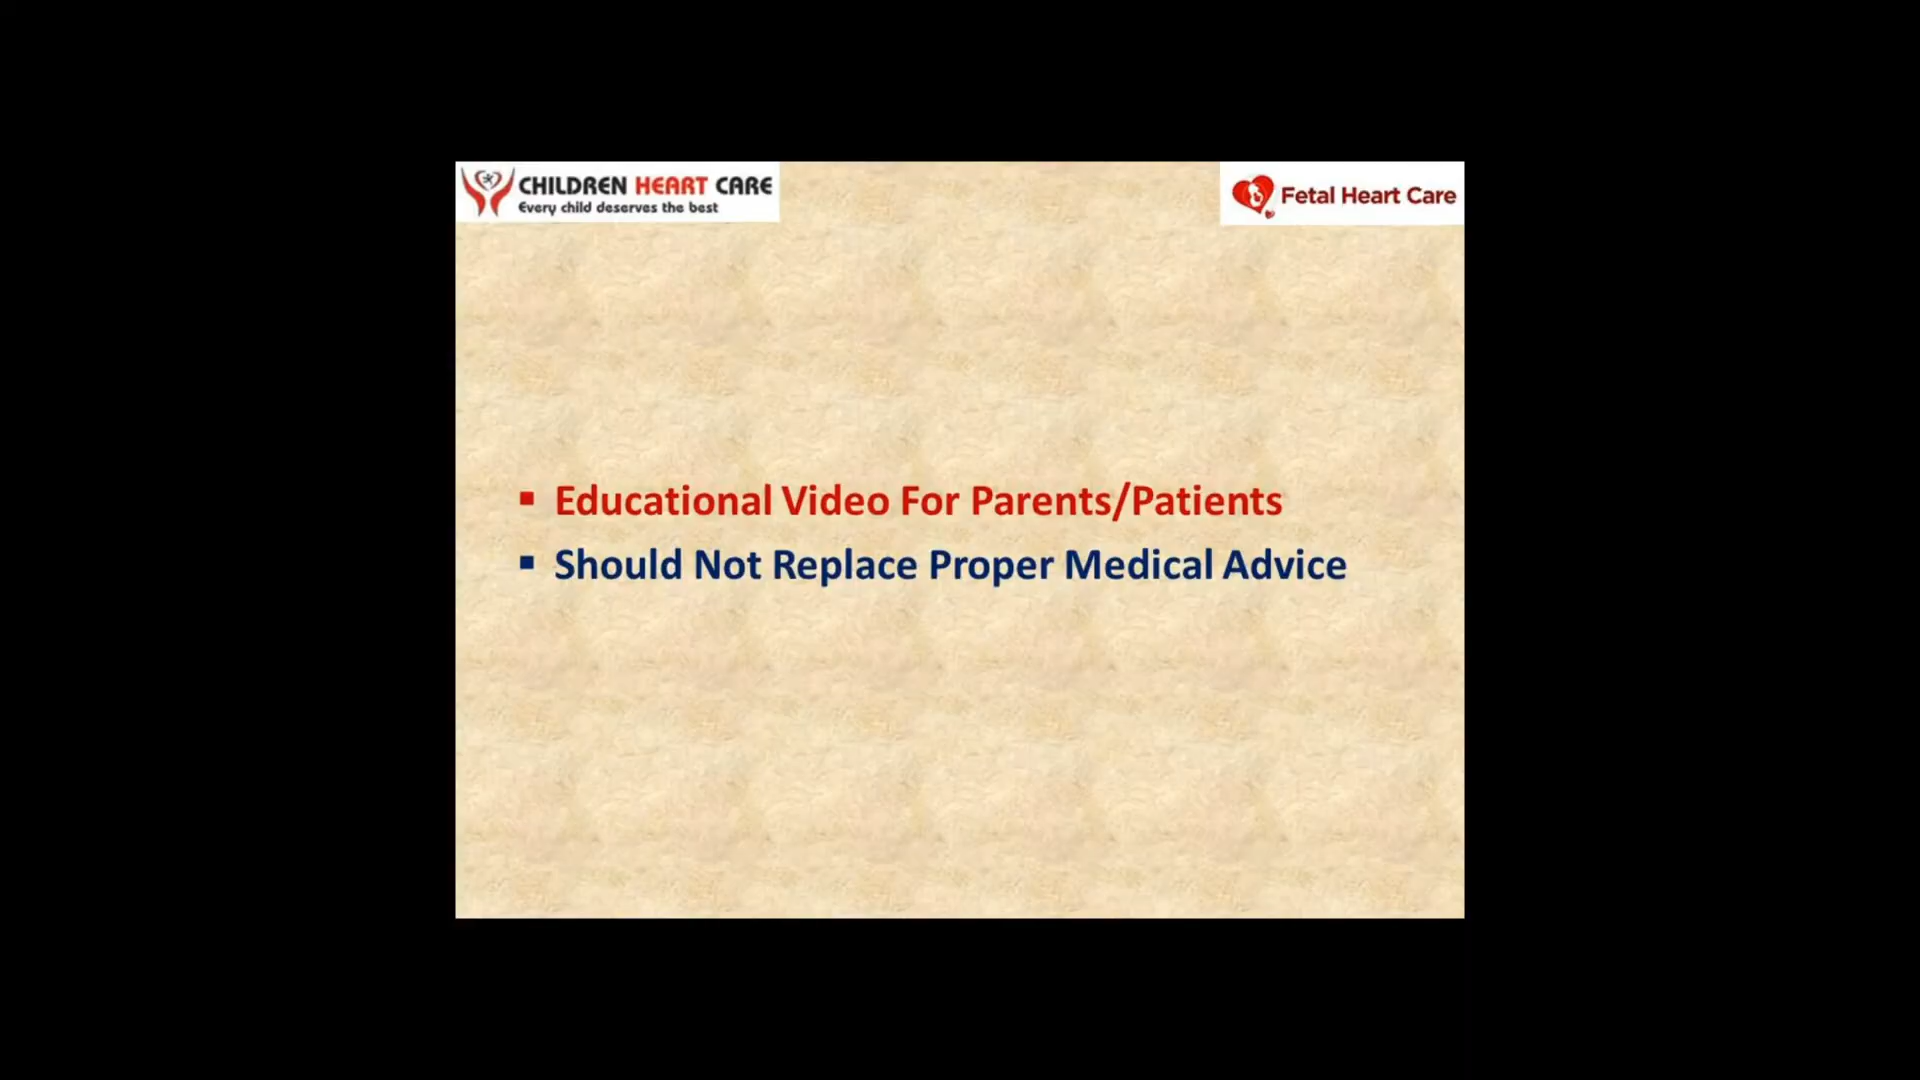 CHILDREN HEART CARE
Every child deserves the best
Fetal Heart Care
▪ Educational Video For Parents/Patients
▪ Should Not Replace Proper Medical Advice